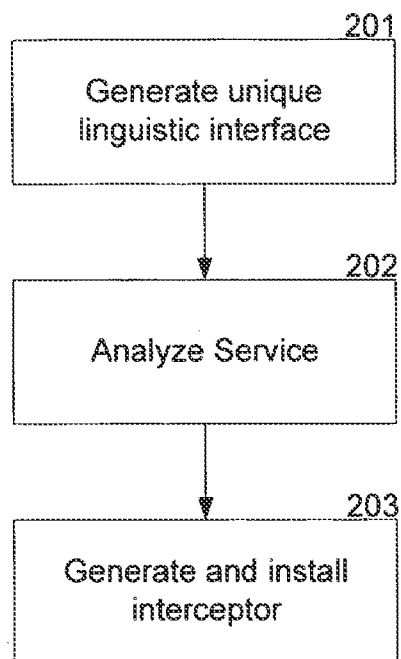 201
Generate unique
linguistic interface
202
Analyze Service
203
Generate and install
interceptor